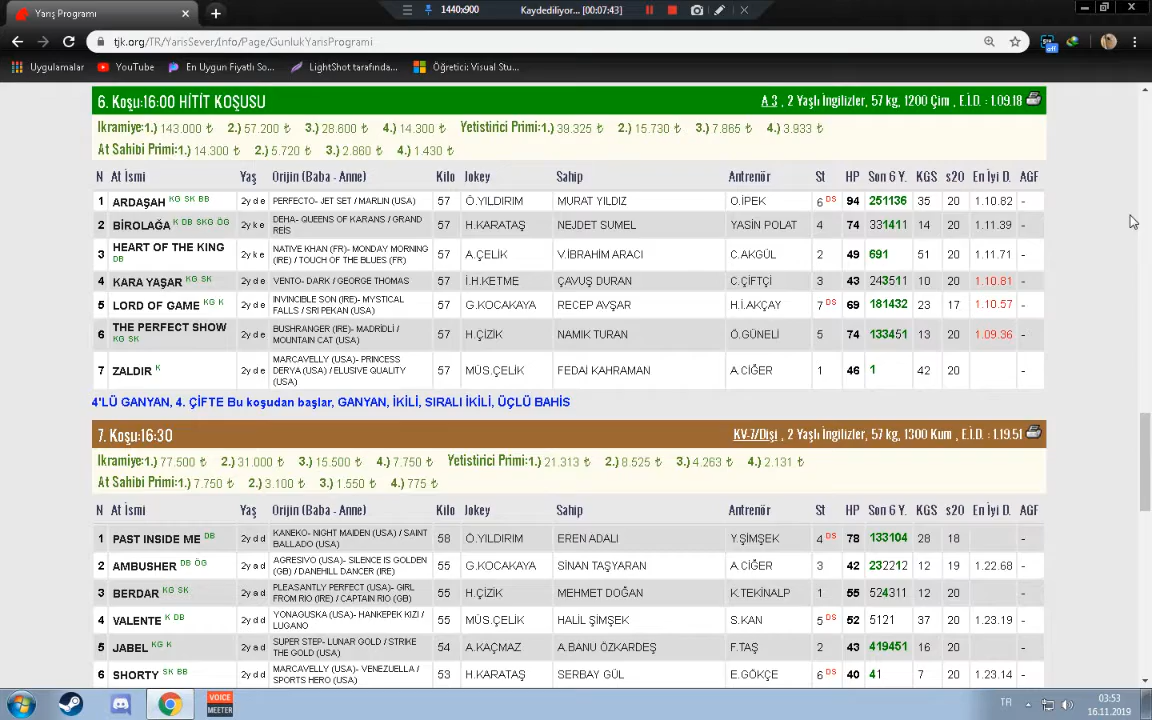 Yarış Programı
1440x900
Kaydediliyor... (00:07:43)
tjk.org/TR/YarisSever/Info/Page/GunlukYarisProgrami
Uygulamalar YouTube En Uygun Fiyatlı So... LightShot tarafında... Öğretici: Visual Stu...
6. Koşu:16:00 HİTİT KOŞUSU A 3 , 2 Yaşlı İngilizler, 57 kg, 1200 Çim , E.İ.D. : 1.09.18
İkramiye:1.) 143.000 ₺ 2.) 57.200 ₺ 3.) 28.600 ₺ 4.) 14.300 ₺ Yetistirici Primi:1.) 39.325 ₺ 2.) 15.730 ₺ 3.) 7.865 ₺ 4.) 3.933 ₺
At Sahibi Primi:1.) 14.300 ₺ 2.) 5.720 ₺ 3.) 2.860 ₺ 4.) 1.430 ₺
N At İsmi Yaş Orijin (Baba - Anne) Kilo Jokey Sahip Antrenör St HP Son 6 Y. KGS s20 En İyi D. AGF
1 ARDAŞAH KG SK BB 2y d e PERFECTO- JET SET / MARLIN (USA) 57 Ö.YILDIRIM MURAT YILDIZ O.İPEK 6 DS 94 251136 35 20 1.10.82 -
2 BİROLAĞA K DB SKG ÖG 2y k e DEHA- QUEENS OF KARANS / GRAND REIS 57 H.KARATAŞ NEJDET SUMEL YASİN POLAT 4 74 331411 14 20 1.11.39 -
3 HEART OF THE KING DB 2y k e NATIVE KHAN (FR)- MONDAY MORNING (IRE) / TOUCH OF THE BLUES (FR) 57 A.ÇELİK V.İBRAHİM ARACI C.AKGÜL 2 49 691 51 20 1.11.71 -
4 KARA YAŞAR KG SK 2y d e VENTO- DARK / GEORGE THOMAS 57 İ.H.KETME ÇAVUŞ DURAN C.ÇİFTÇİ 3 43 243511 10 20 1.10.81 -
5 LORD OF GAME KG K 2y d e INVINCIBLE SON (IRE)- MYSTICAL FALLS / SRI PEKAN (USA) 57 G.KOCAKAYA RECEP AVŞAR H.İ.AKÇAY 7 DS 69 181432 23 17 1.10.57 -
6 THE PERFECT SHOW KG SK 2y d e BUSHRANGER (IRE)- MADRİDLİ / MOUNTAIN CAT (USA) 57 H.ÇİZİK NAMIK TURAN Ö.GÜNELİ 5 74 133451 13 20 1.09.36 -
7 ZALDIR K 2y d e MARCAVELLY (USA)- PRINCESS DERYA (USA) / ELUSIVE QUALITY (USA) 57 MÜS.ÇELİK FEDAİ KAHRAMAN A.CİĞER 1 46 1 42 20 -
4'LÜ GANYAN, 4. ÇİFTE Bu koşudan başlar, GANYAN, İKİLİ, SIRALI İKİLİ, ÜÇLÜ BAHİS
7. Koşu:16:30 KV-7/Dişi , 2 Yaşlı İngilizler, 57 kg, 1300 Kum , E.İ.D. : 1.19.51
İkramiye:1.) 77.500 ₺ 2.) 31.000 ₺ 3.) 15.500 ₺ 4.) 7.750 ₺ Yetistirici Primi:1.) 21.313 ₺ 2.) 8.525 ₺ 3.) 4.263 ₺ 4.) 2.131 ₺
At Sahibi Primi:1.) 7.750 ₺ 2.) 3.100 ₺ 3.) 1.550 ₺ 4.) 775 ₺
N At İsmi Yaş Orijin (Baba - Anne) Kilo Jokey Sahip Antrenör St HP Son 6 Y. KGS s20 En İyi D. AGF
1 PAST INSIDE ME DB 2y d d KANEKO- NIGHT MAIDEN (USA) / SAINT BALLADO (USA) 58 Ö.YILDIRIM EREN ADALI Y.ŞİMŞEK 4 DS 78 133104 28 18 -
2 AMBUSHER DB ÖG 2y a d AGRESIVO (USA)- SILENCE IS GOLDEN (GB) / DANEHILL DANCER (IRE) 55 G.KOCAKAYA SİNAN TAŞYARAN A.CİĞER 3 42 232212 12 19 1.22.68 -
3 BERDAR KG SK 2y a d PLEASANTLY PERFECT (USA)- GIRL FROM RIO (IRE) / CAPTAIN RIO (GB) 55 H.ÇİZİK MEHMET DOĞAN K.TEKİNALP 1 55 524311 12 20 -
4 VALENTE K DB 2y d d YONAGUSKA (USA)- HANKEPEK KIZI / LUGANO 55 MÜS.ÇELİK HALİL ŞİMŞEK S.KAN 5 DS 52 5121 37 20 1.23.19 -
5 JABEL KG K 2y a d SUPER STEP- LUNAR GOLD / STRIKE THE GOLD (USA) 54 A.KAÇMAZ A.BANU ÖZKARDEŞ F.TAŞ 2 43 419451 16 20 -
6 SHORTY SK BB 2y d d MARCAVELLY (USA)- VENEZUELLA / SPORTS HERO (USA) 53 H.KARATAŞ SERBAY GÜL E.GÖKÇE 6 DS 40 41 7 20 1.23.14 -
VOICE MEETER
TR
03:53
16.11.2019